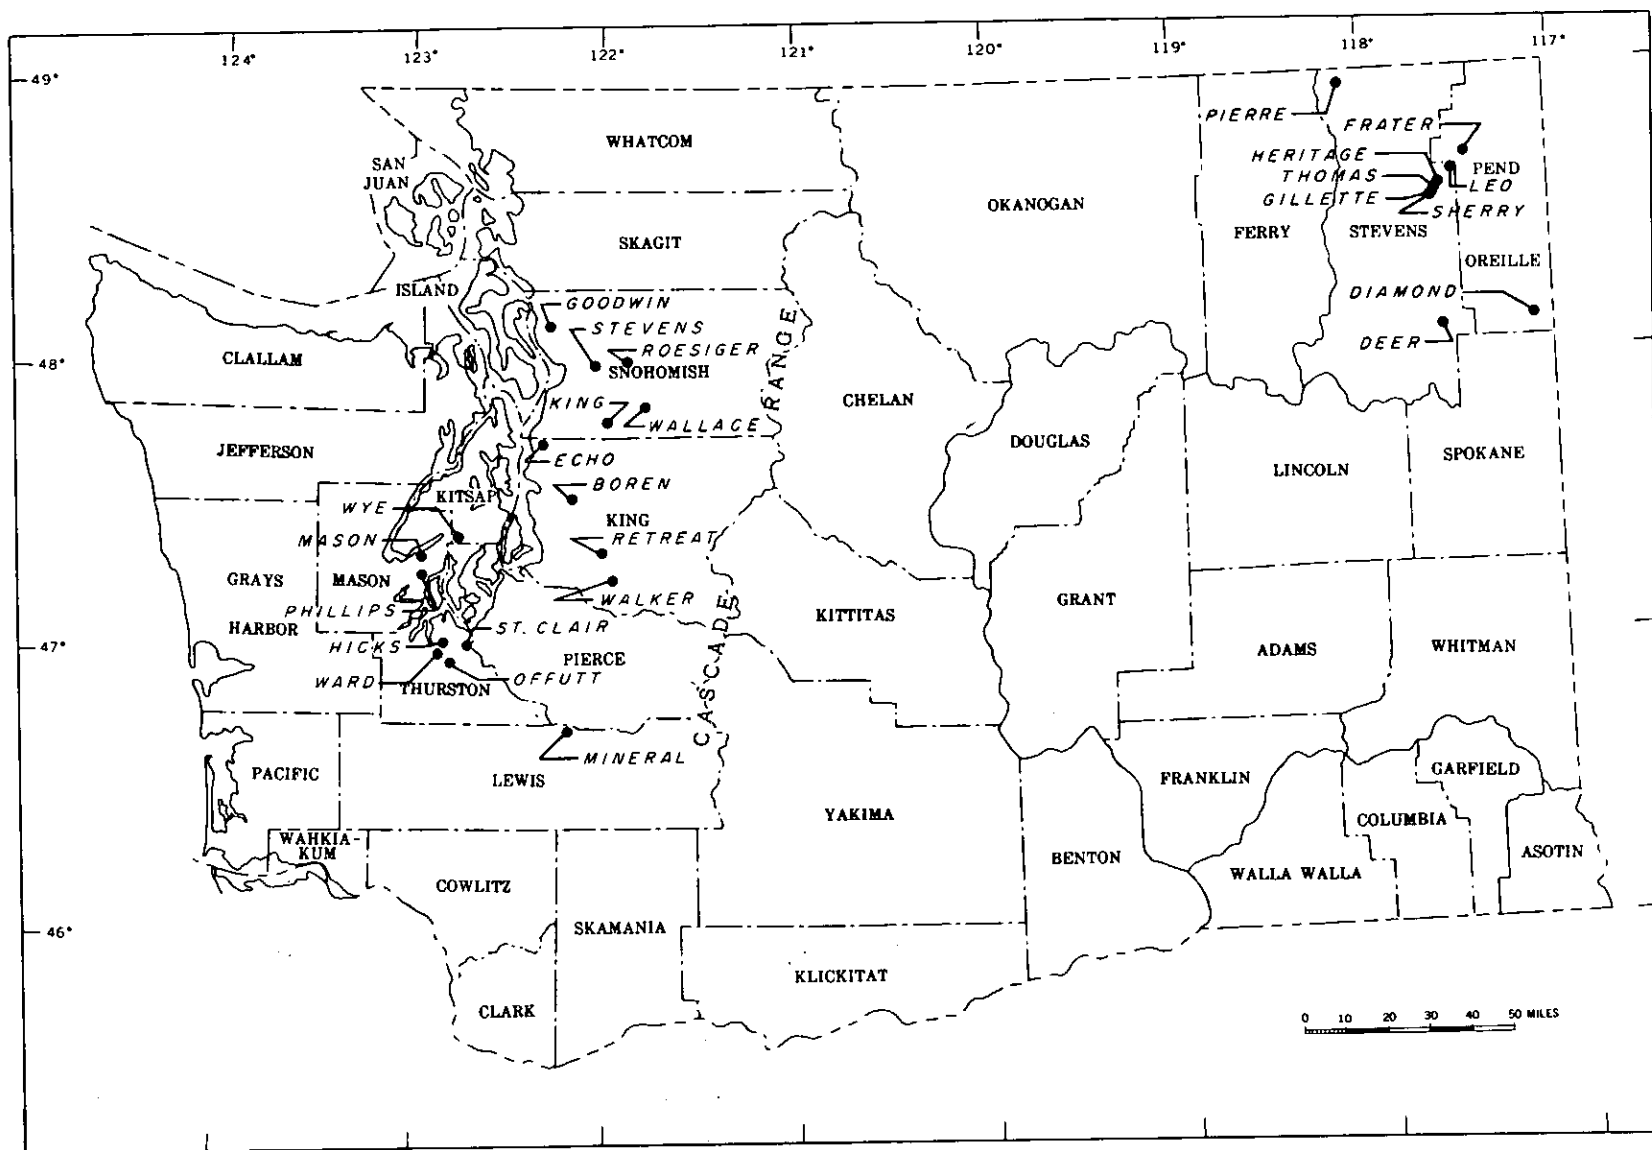 124° 123° 122° 121° 120° 119° 118° 117°
49°
48°
47°
46°
WHATCOM
SAN
JUAN
SKAGIT
ISLAND
CLALLAM
JEFFERSON
GRAYS
HARBOR
KITSAP
MASON
THURSTON
PIERCE
KING
SNOHOMISH
PACIFIC
LEWIS
WAHKIA-
KUM
COWLITZ
CLARK
SKAMANIA
KLICKITAT
YAKIMA
KITTITAS
CHELAN
OKANOGAN
DOUGLAS
GRANT
BENTON
FERRY
STEVENS
PEND
OREILLE
LINCOLN
SPOKANE
ADAMS
WHITMAN
FRANKLIN
WALLA WALLA
COLUMBIA
GARFIELD
ASOTIN
CASCADE RANGE
GOODWIN
STEVENS
ROESIGER
KING
WALLACE
ECHO
BOREN
RETREAT
WALKER
WYE
MASON
PHILLIPS
HICKS
WARD
ST. CLAIR
OFFUTT
MINERAL
PIERRE
FRATER
HERITAGE
THOMAS
GILLETTE
LEO
SHERRY
DIAMOND
DEER
0 10 20 30 40 50 MILES